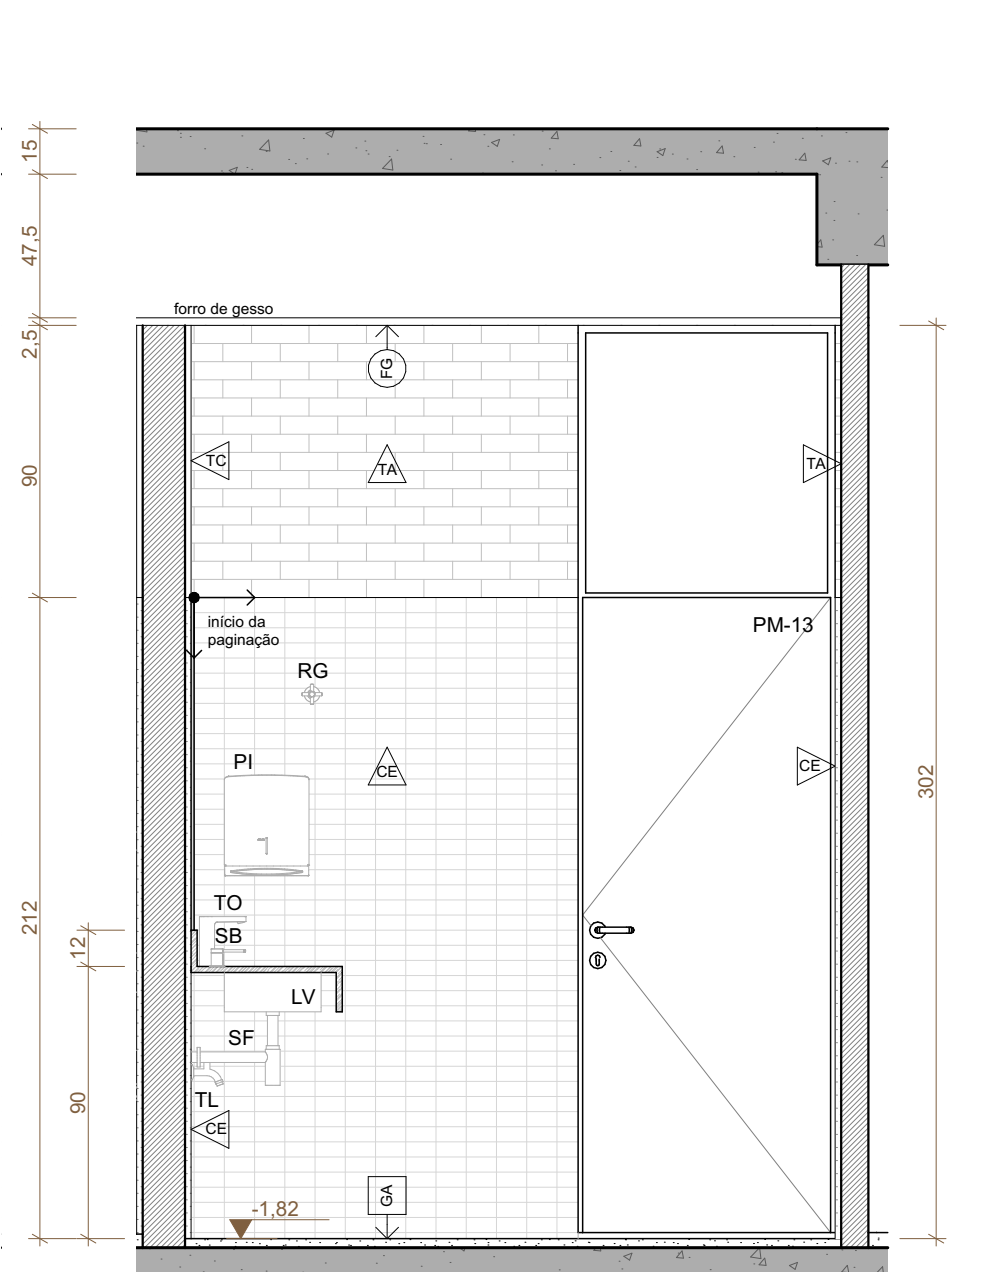 15
47,5
forro de gesso
2,5
FG
TC
TA
TA
90
início da
paginação
PM-13
RG
PI
CE
CE
302
TO
212
SB
12
LV
SF
TL
90
CE
GA
-1,82